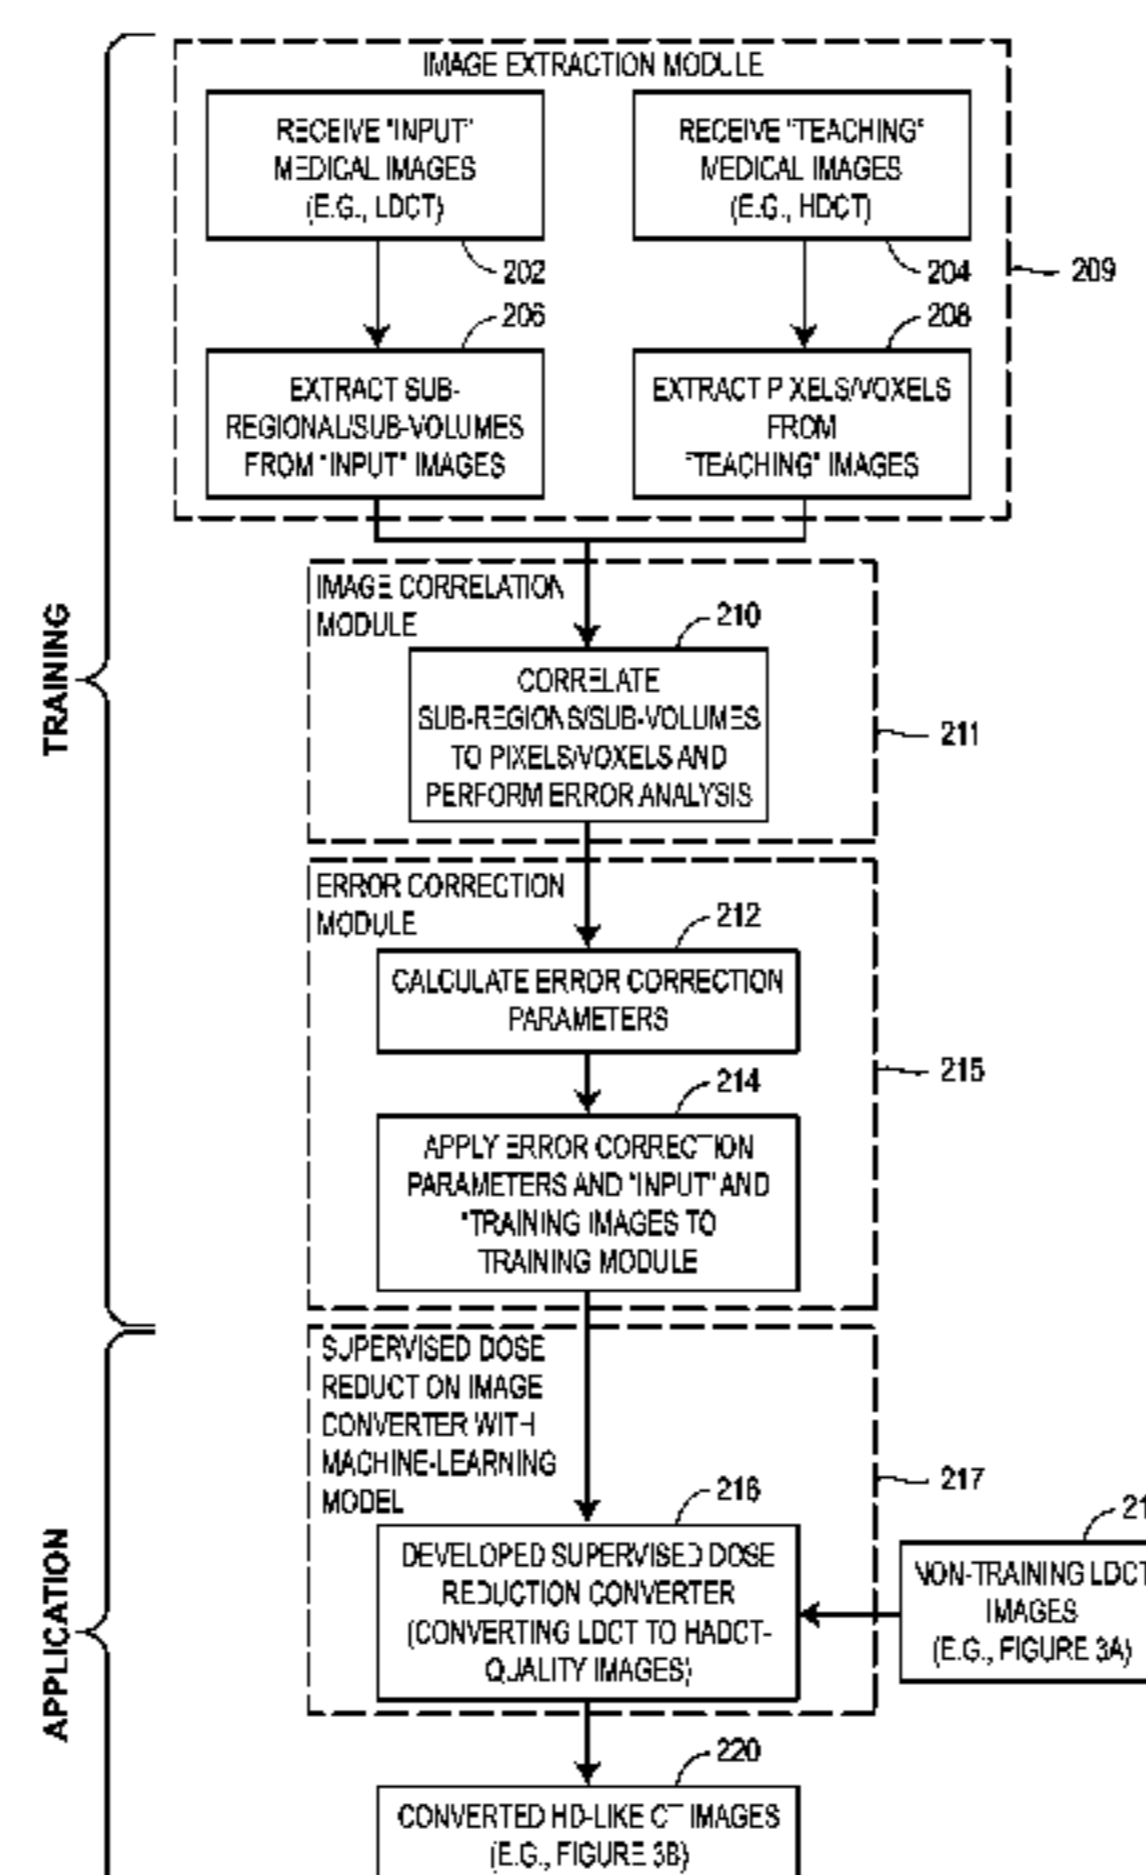 IMAGE EXTRACTION MODULE
RECEIVE "INPUT"
MEDICAL IMAGES
(E.G., LDCT)
202
RECEIVE "TEACHING"
MEDICAL IMAGES
(E.G., HDCT)
204
209
206
EXTRACT SUB-
REGIONAL/SUB-VOLUMES
FROM "INPUT" IMAGES
208
EXTRACT PIXELS/VOXELS
FROM
"TEACHING" IMAGES
TRAINING
IMAGE CORRELATION
MODULE
210
CORRELATE
SUB-REGIONS/SUB-VOLUMES
TO PIXELS/VOXELS AND
PERFORM ERROR ANALYSIS
211
ERROR CORRECTION
MODULE
212
CALCULATE ERROR CORRECTION
PARAMETERS
214
215
APPLY ERROR CORRECTION
PARAMETERS AND "INPUT" AND
"TRAINING IMAGES TO
TRAINING MODULE
APPLICATION
SUPERVISED DOSE
REDUCTION IMAGE
CONVERTER WITH
MACHINE-LEARNING
MODEL
216
217
DEVELOPED SUPERVISED DOSE
REDUCTION CONVERTER
(CONVERTING LDCT TO HADCT-
QUALITY IMAGES)
NON-TRAINING LDCT
IMAGES
(E.G., FIGURE 3A)
220
CONVERTED HD-LIKE CT IMAGES
(E.G., FIGURE 3B)